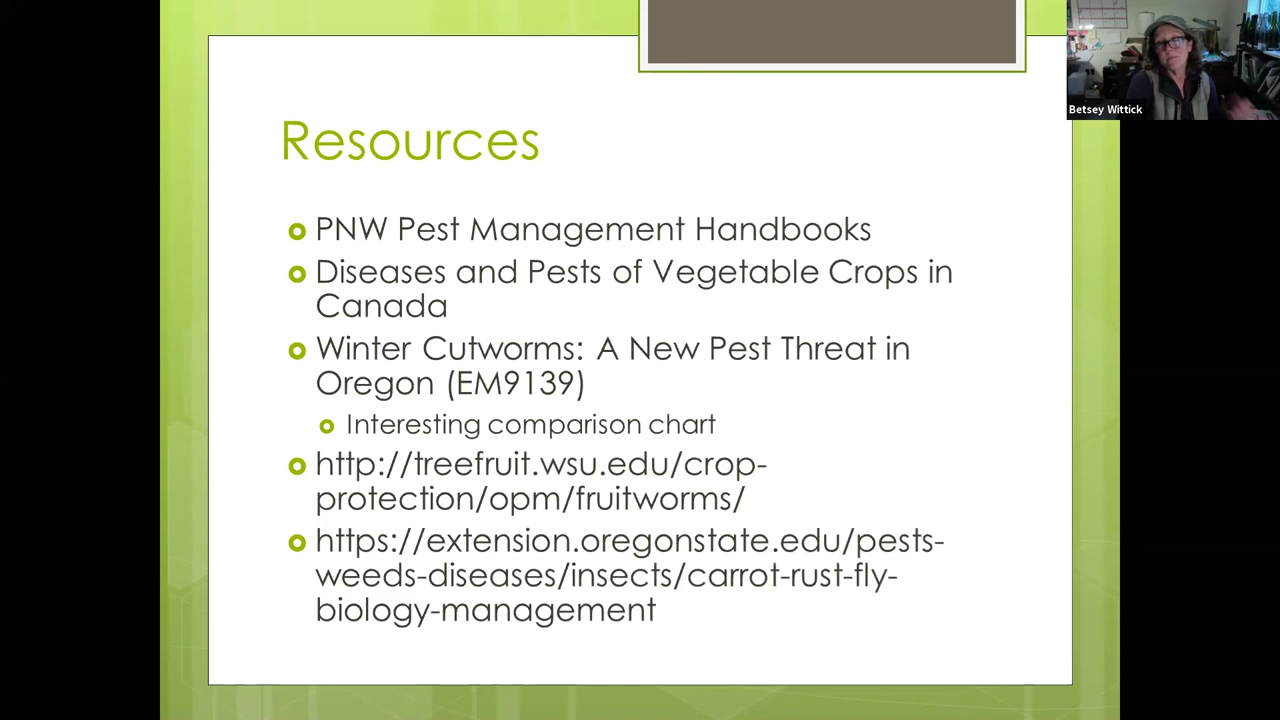 Betsey Wittick
Resources
PNW Pest Management Handbooks
Diseases and Pests of Vegetable Crops in
Canada
Winter Cutworms: A New Pest Threat in
Oregon (EM9139)
Interesting comparison chart
http://treefruit.wsu.edu/crop-
protection/opm/fruitworms/
https://extension.oregonstate.edu/pests-
weeds-diseases/insects/carrot-rust-fly-
biology-management